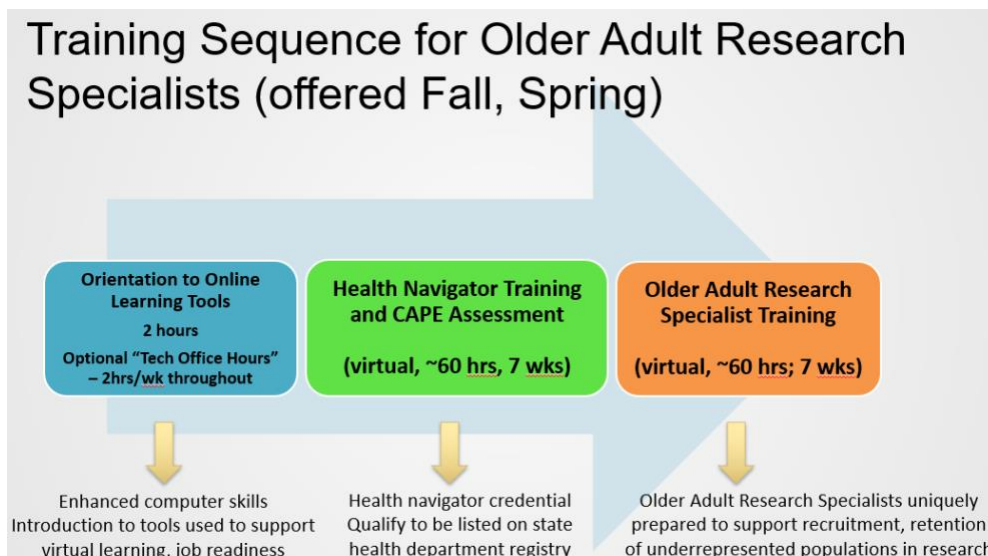 Training Sequence for Older Adult Research
Specialists (offered Fall, Spring)
Orientation to Online
Learning Tools
2 hours
Optional “Tech Office Hours”
– 2hrs/wk throughout
Health Navigator Training
and CAPE Assessment
(virtual, ~60 hrs, 7 wks)
Older Adult Research
Specialist Training
(virtual, ~60 hrs; 7 wks)
Enhanced computer skills
Introduction to tools used to support
virtual learning, job readiness
Health navigator credential
Qualify to be listed on state
health department registry
Older Adult Research Specialists uniquely
prepared to support recruitment, retention
of underrepresented populations in research